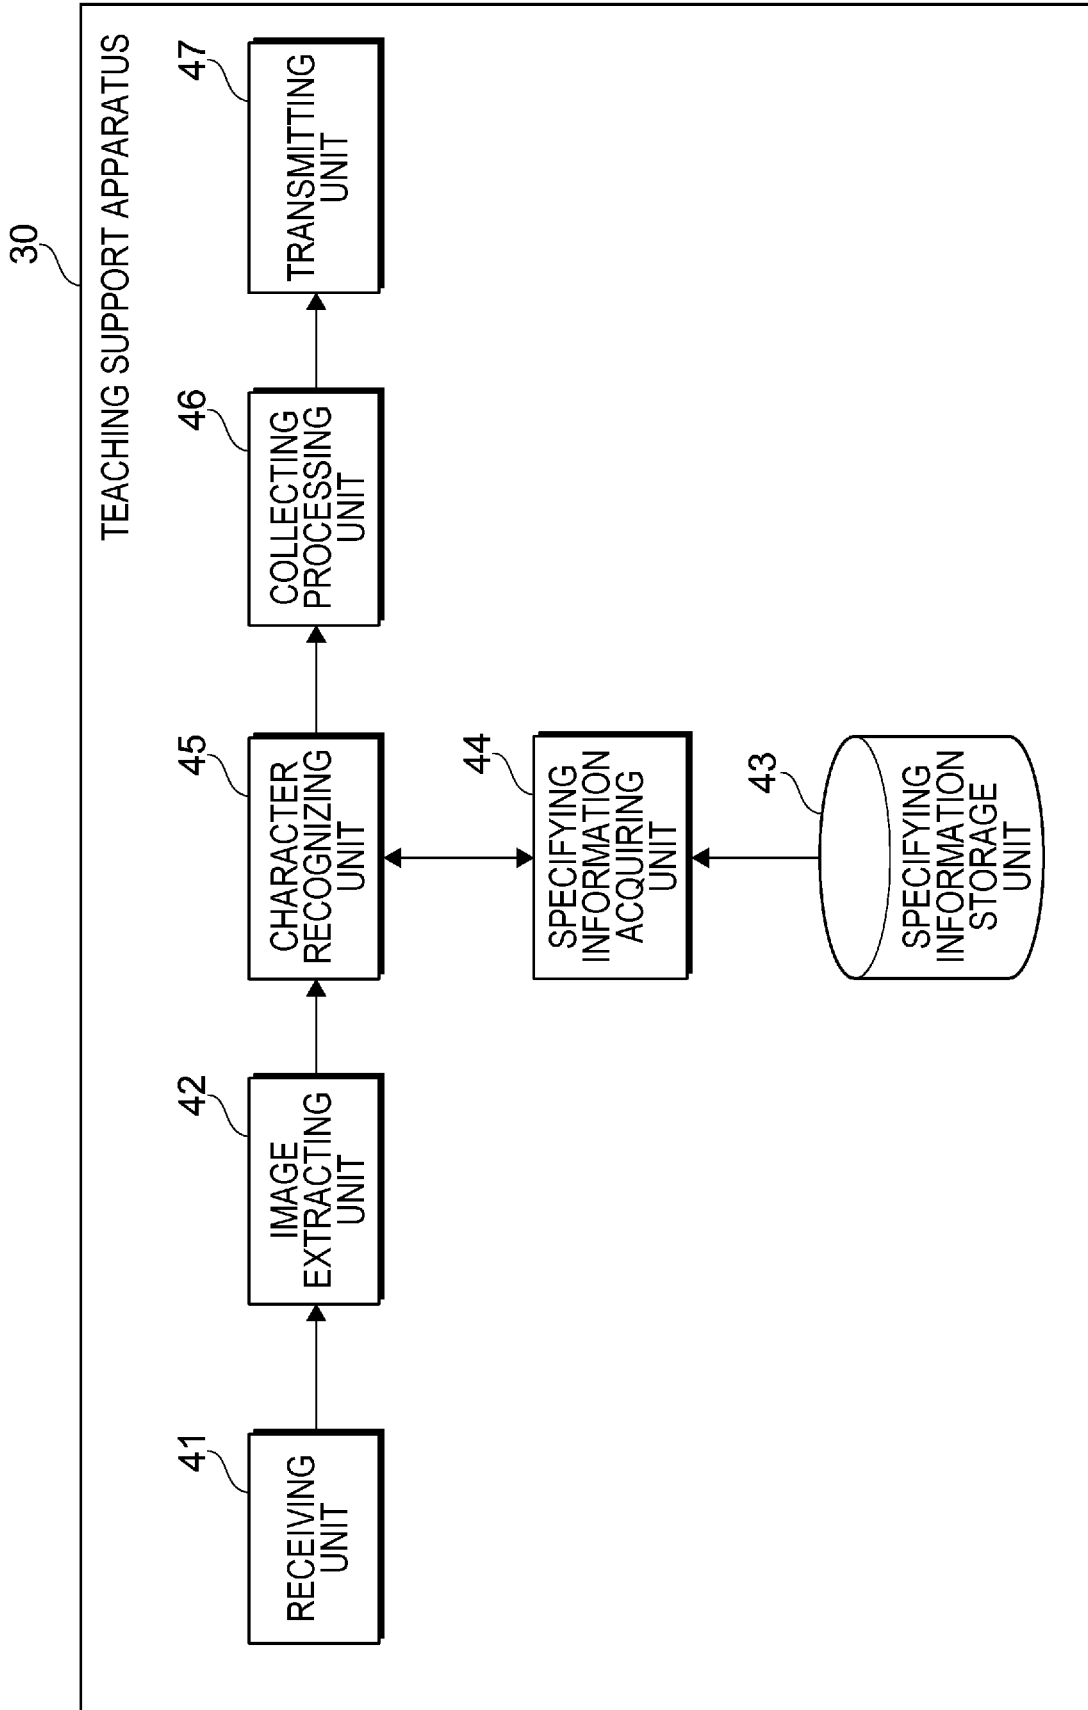 30
TEACHING SUPPORT APPARATUS
41
RECEIVING
UNIT
42
IMAGE
EXTRACTING
UNIT
45
CHARACTER
RECOGNIZING
UNIT
46
COLLECTING
PROCESSING
UNIT
47
TRANSMITTING
UNIT
44
SPECIFYING
INFORMATION
ACQUIRING
UNIT
43
SPECIFYING
INFORMATION
STORAGE
UNIT